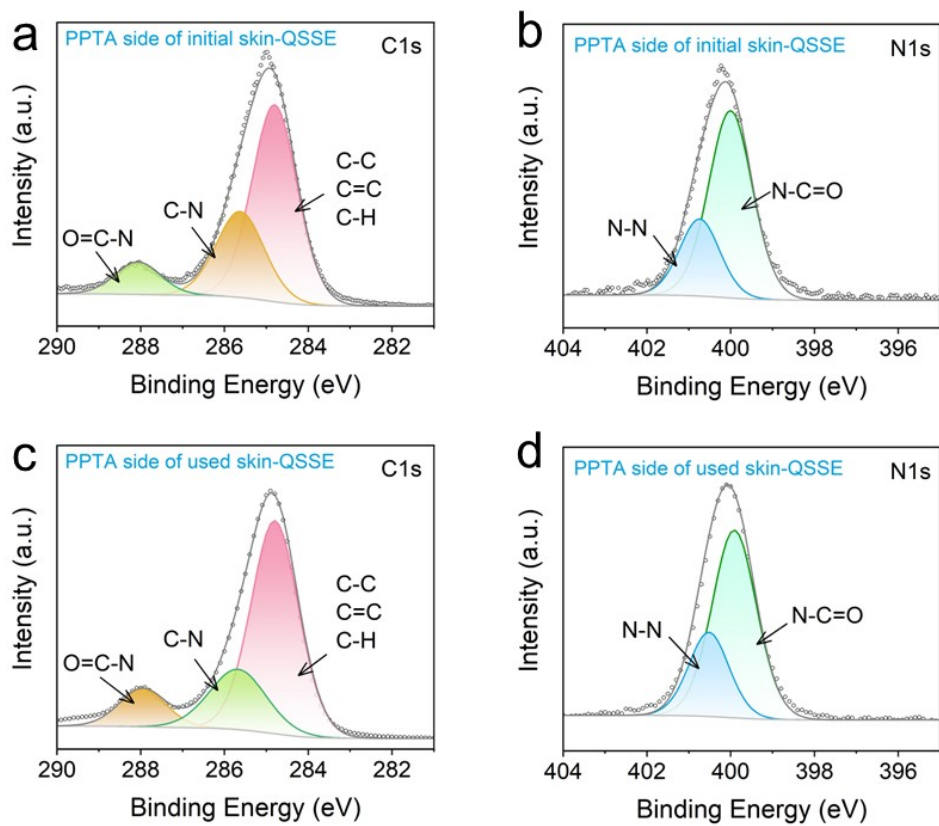 a
PPTA side of initial skin-QSSE
C1s
Intensity (a.u.)
O=C-N
C-N
C-C
C=C
C-H
290 288 286 284 282
Binding Energy (eV)
b
PPTA side of initial skin-QSSE
N1s
Intensity (a.u.)
N-N
N-C=O
404 402 400 398 396
Binding Energy (eV)
c
PPTA side of used skin-QSSE
C1s
Intensity (a.u.)
O=C-N
C-N
C-C
C=C
C-H
290 288 286 284 282
Binding Energy (eV)
d
PPTA side of used skin-QSSE
N1s
Intensity (a.u.)
N-N
N-C=O
404 402 400 398 396
Binding Energy (eV)